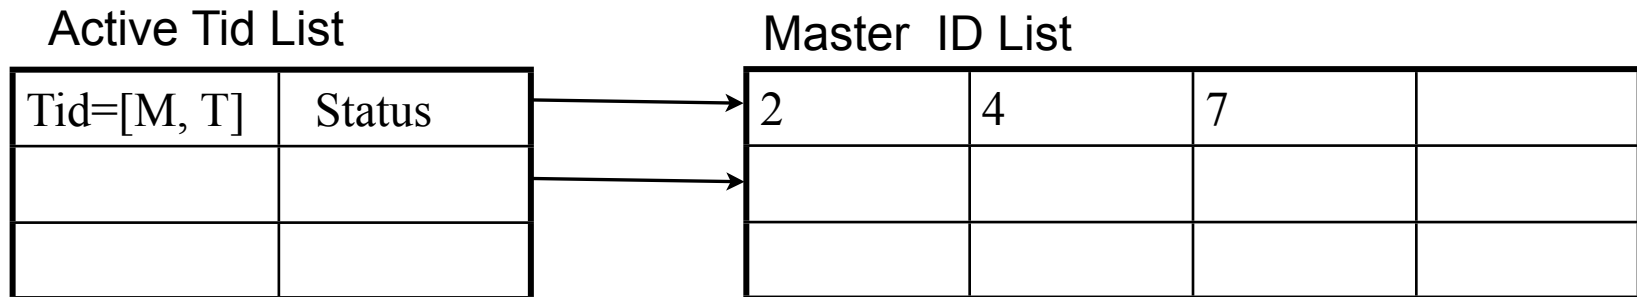 Active Tid List
Master ID List
Tid=[M, T] Status 2 4 7